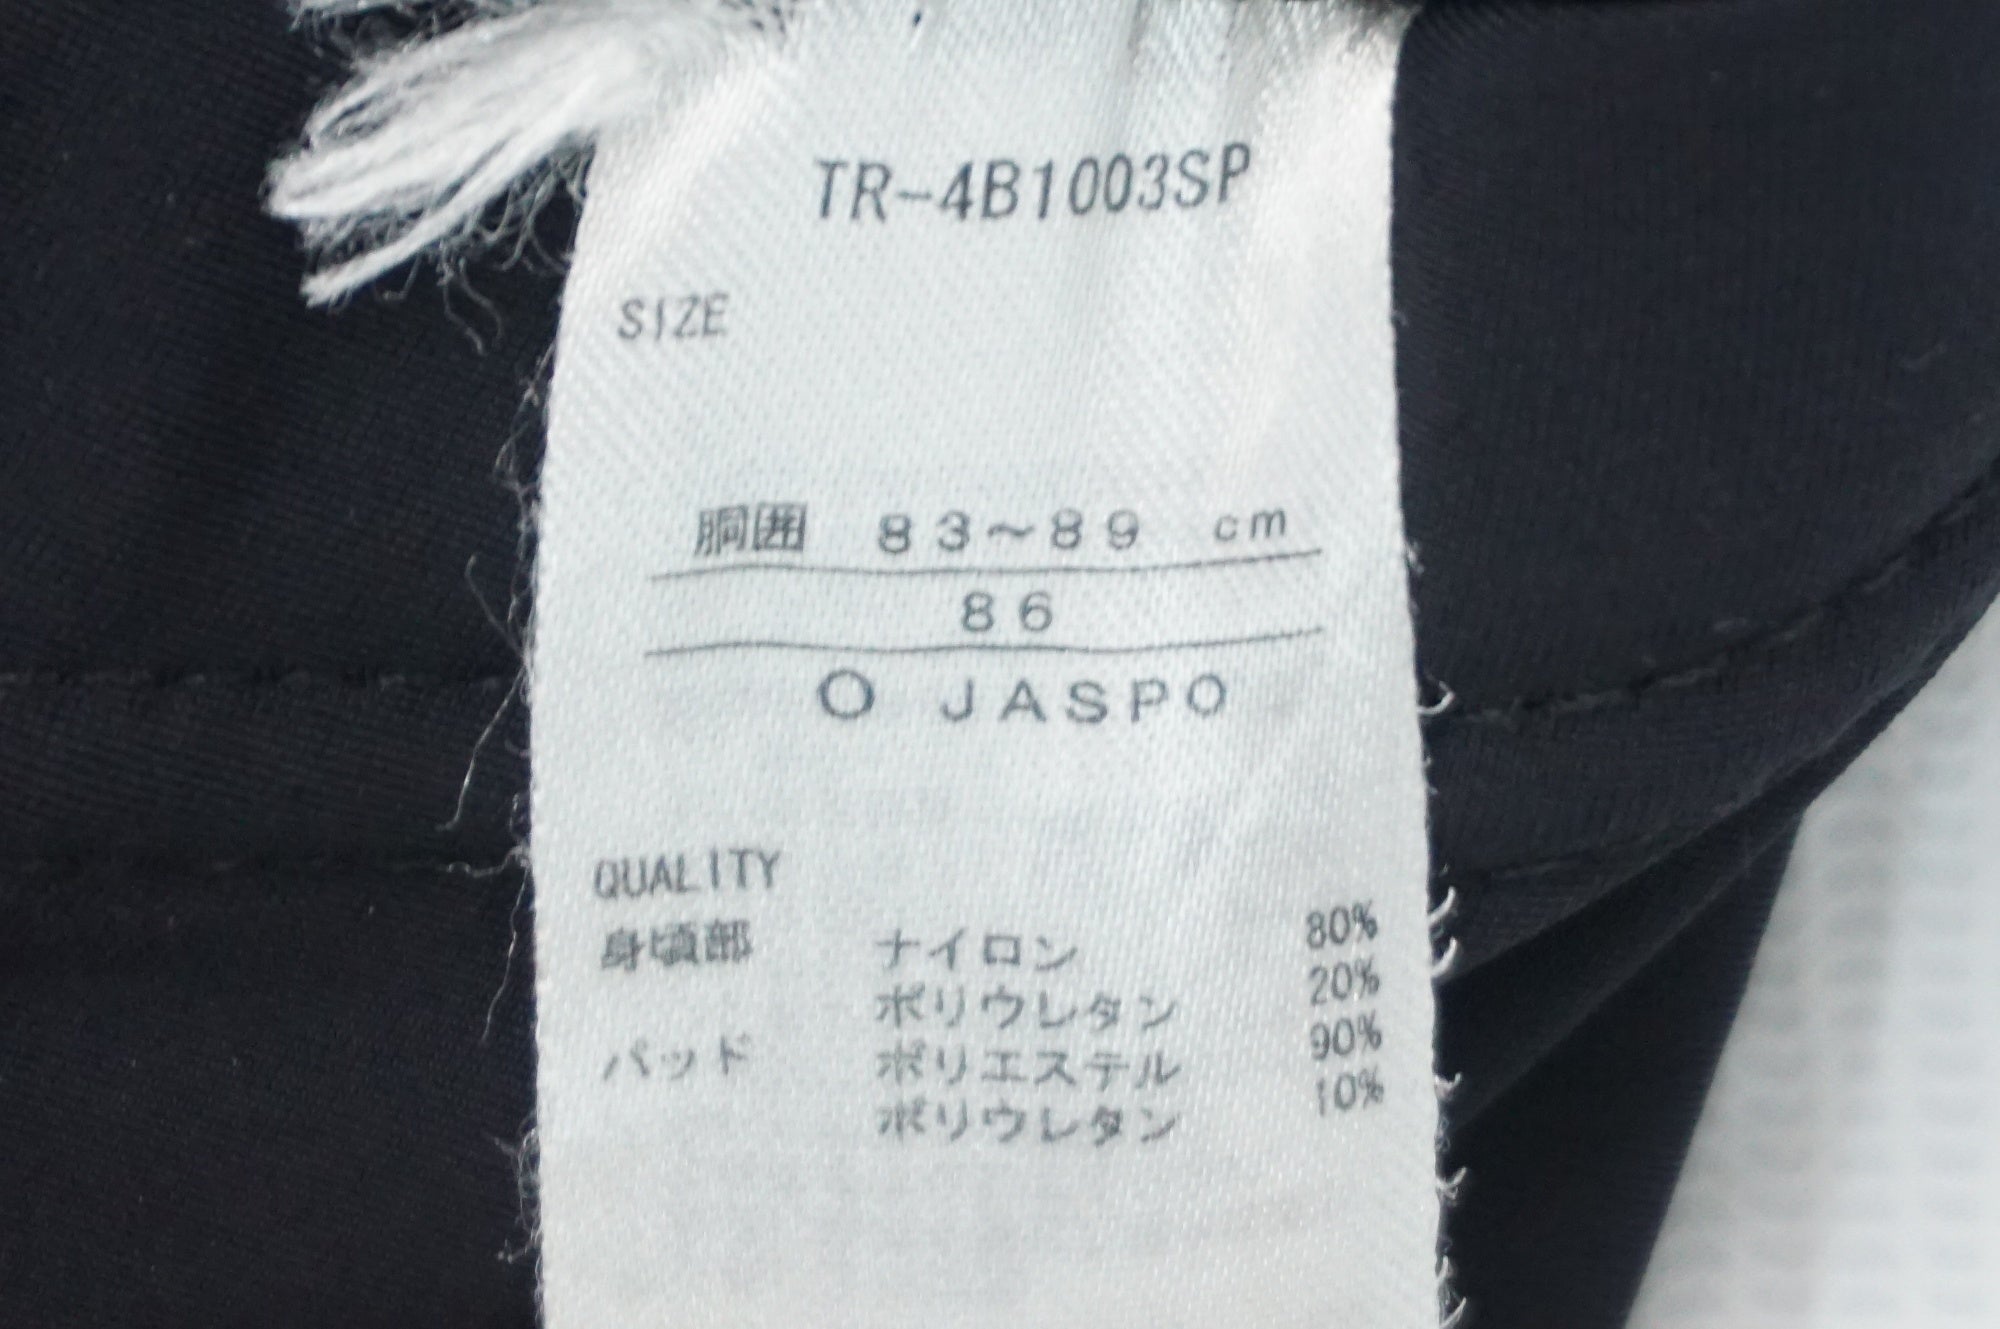 TR-4B1003SP
SIZE
胴囲 83～89 cm
86
O JASPO
QUALITY
身頃部 ナイロン 80%
ポリウレタン 20%
パッド ポリエステル 90%
ポリウレタン 10%